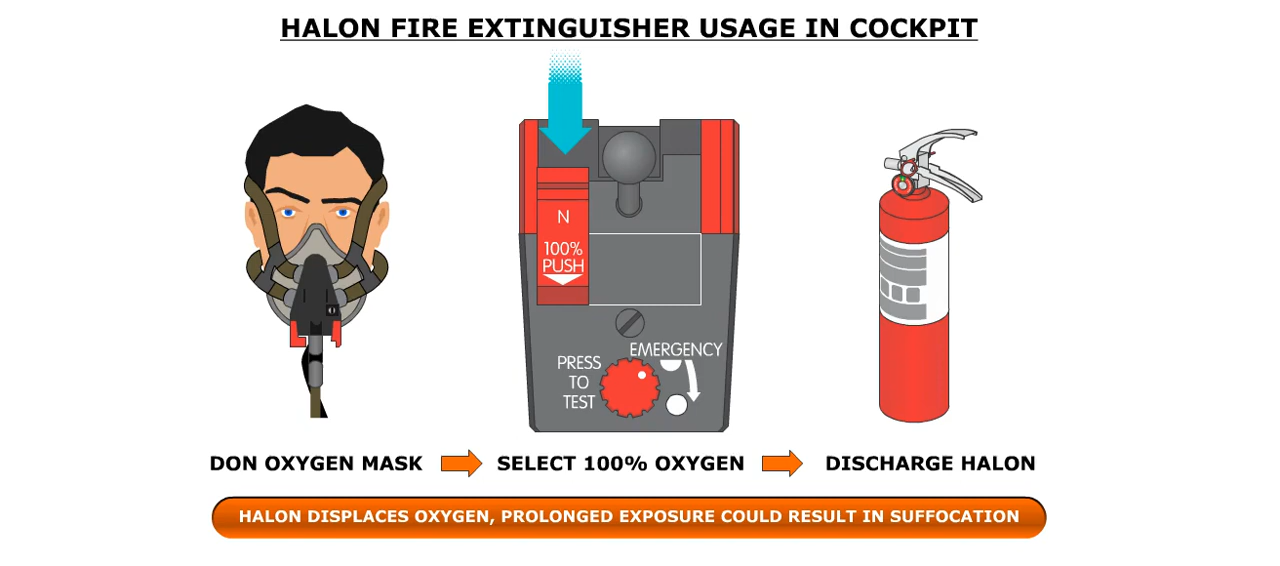 HALON FIRE EXTINGUISHER USAGE IN COCKPIT
N
100%
PUSH
EMERGENCY
PRESS
TO
TEST
DON OXYGEN MASK
SELECT 100% OXYGEN
DISCHARGE HALON
HALON DISPLACES OXYGEN, PROLONGED EXPOSURE COULD RESULT IN SUFFOCATION